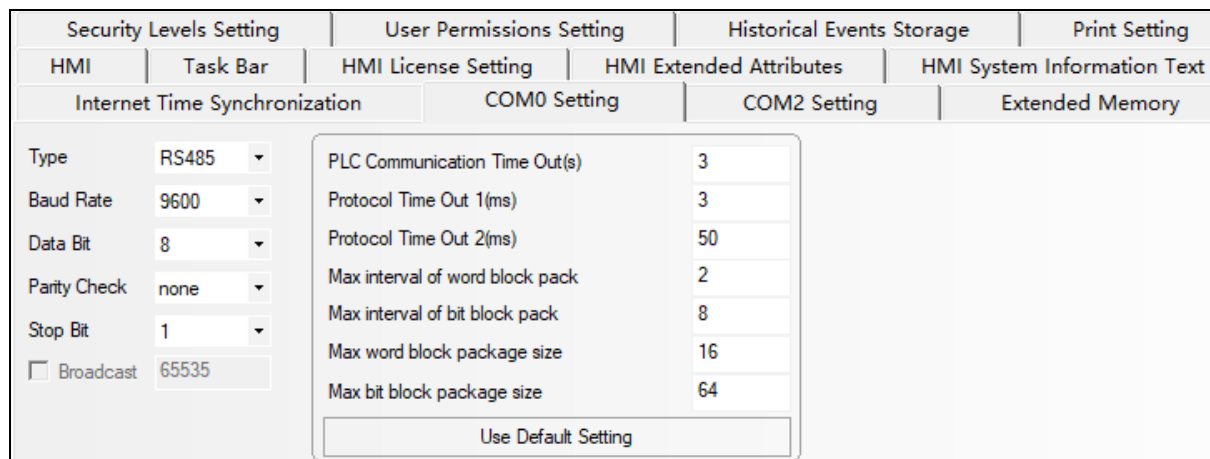 Security Levels Setting User Permissions Setting Historical Events Storage Print Setting
HMI Task Bar HMI License Setting HMI Extended Attributes HMI System Information Text
Internet Time Synchronization COM0 Setting COM2 Setting Extended Memory
Type RS485
Baud Rate 9600
Data Bit 8
Parity Check none
Stop Bit 1
Broadcast 65535
PLC Communication Time Out(s) 3
Protocol Time Out 1(ms) 3
Protocol Time Out 2(ms) 50
Max interval of word block pack 2
Max interval of bit block pack 8
Max word block package size 16
Max bit block package size 64
Use Default Setting